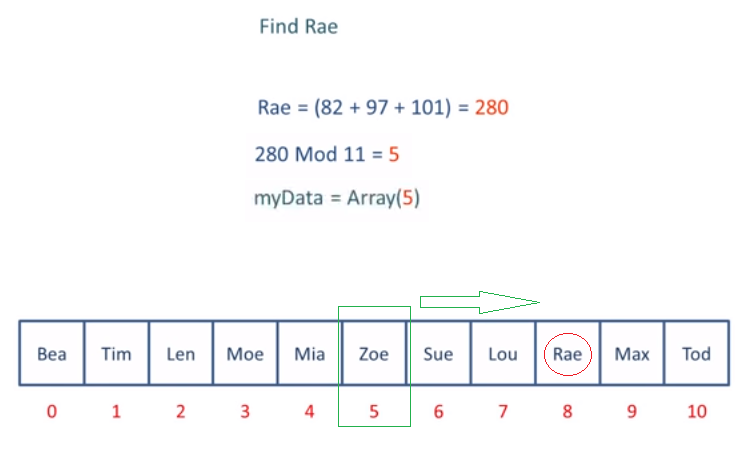 Find Rae
Rae = (82 + 97 + 101) = 280
280 Mod 11 = 5
myData = Array(5)
Bea Tim Len Moe Mia Zoe Sue Lou Rae Max Tod
0 1 2 3 4 5 6 7 8 9 10